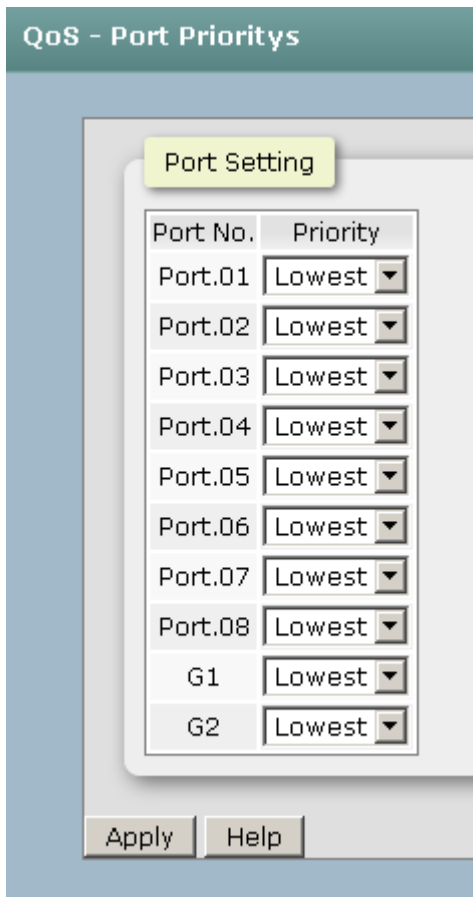 QoS - Port Prioritys
Port Setting
Port No. Priority
Port.01 Lowest
Port.02 Lowest
Port.03 Lowest
Port.04 Lowest
Port.05 Lowest
Port.06 Lowest
Port.07 Lowest
Port.08 Lowest
G1 Lowest
G2 Lowest
Apply Help